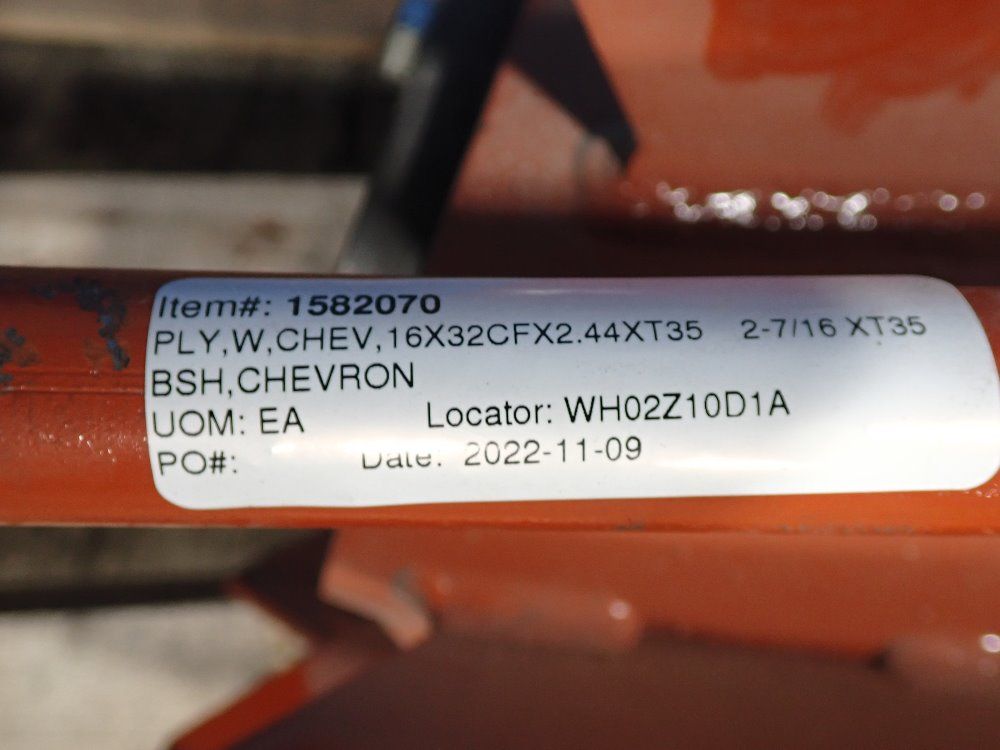 Item#: 1582070
PLY,W,CHEV,16X32CFX2.44XT35 2-7/16 XT35
BSH,CHEVRON
UOM: EA Locator: WH02Z10D1A
PO#: Date: 2022-11-09